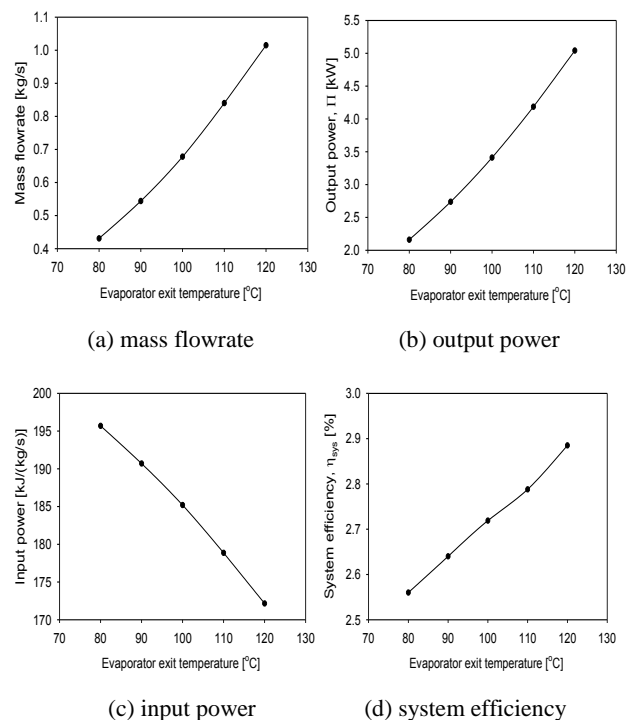 Mass flowrate [kg/s]
1.1
1.0
0.9
0.8
0.7
0.6
0.5
0.4
70 80 90 100 110 120 130
Evaporator exit temperature [°C]
(a) mass flowrate
Output power, Π [kW]
5.5
5.0
4.5
4.0
3.5
3.0
2.5
2.0
70 80 90 100 110 120 130
Evaporator exit temperature [°C]
(b) output power
Input power [kJ/(kg/s)]
200
195
190
185
180
175
170
60 70 80 90 100 110 120 130
Evaporator exit temperature [°C]
(c) input power
System efficiency, ηsys [%]
3.0
2.9
2.8
2.7
2.6
2.5
60 70 80 90 100 110 120 130
Evaporator exit temperature [°C]
(d) system efficiency